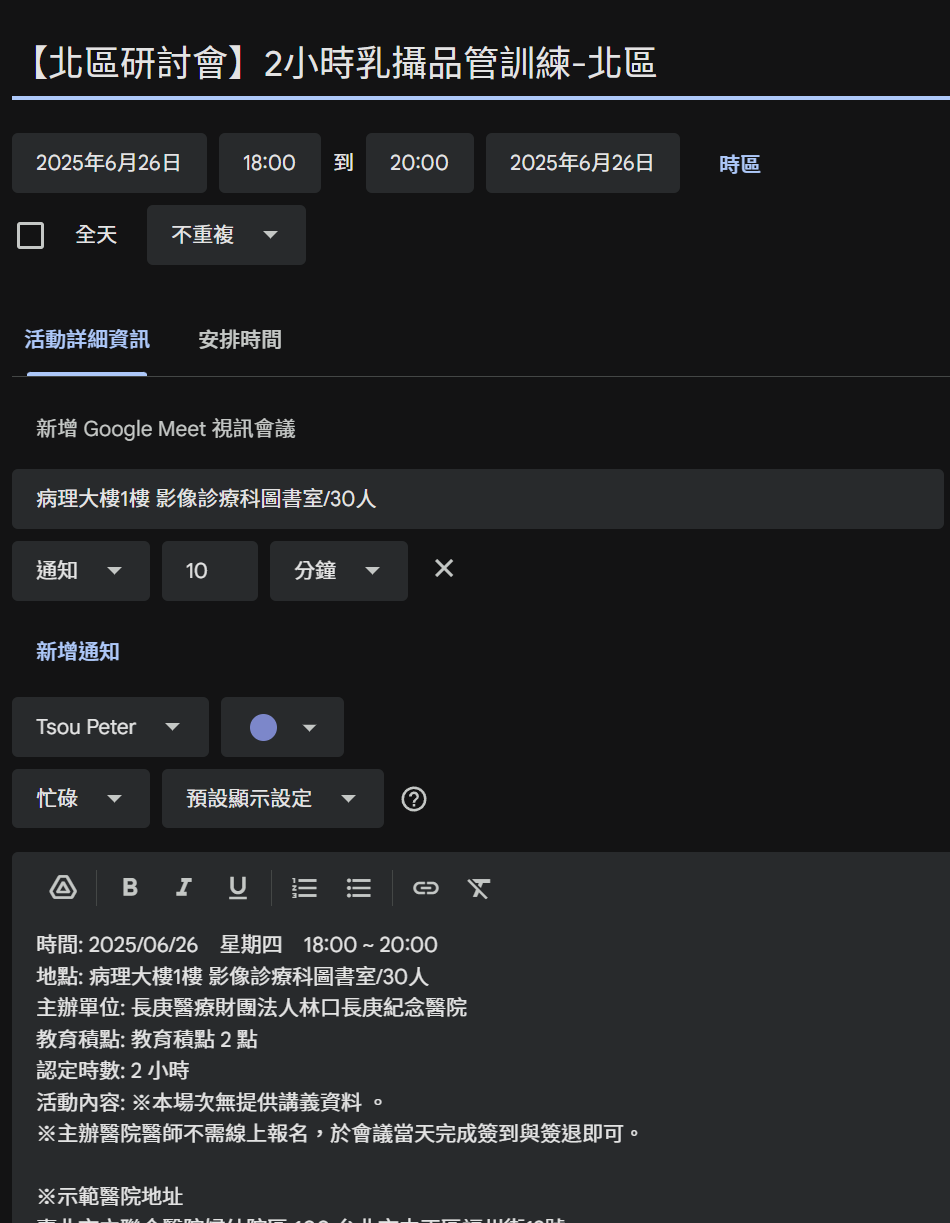 【北區研討會】2小時乳攝品管訓練-北區
2025年6月26日 18:00 到 20:00 2025年6月26日 時區
全天 不重複
活動詳細資訊 安排時間
新增 Google Meet 視訊會議
病理大樓1樓 影像診療科圖書室/30人
通知 10 分鐘
新增通知
Tsou Peter
忙碌 預設顯示設定
B I U
時間: 2025/06/26 星期四 18:00 ~ 20:00
地點: 病理大樓1樓 影像診療科圖書室/30人
主辦單位: 長庚醫療財團法人林口長庚紀念醫院
教育積點: 教育積點 2 點
認定時數: 2 小時
活動內容: ※本場次無提供講義資料 。
※主辦醫院醫師不需線上報名，於會議當天完成簽到與簽退即可。
※示範醫院地址